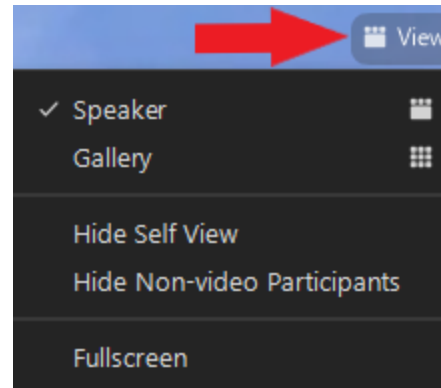 View
Speaker
Gallery
Hide Self View
Hide Non-video Participants
Fullscreen